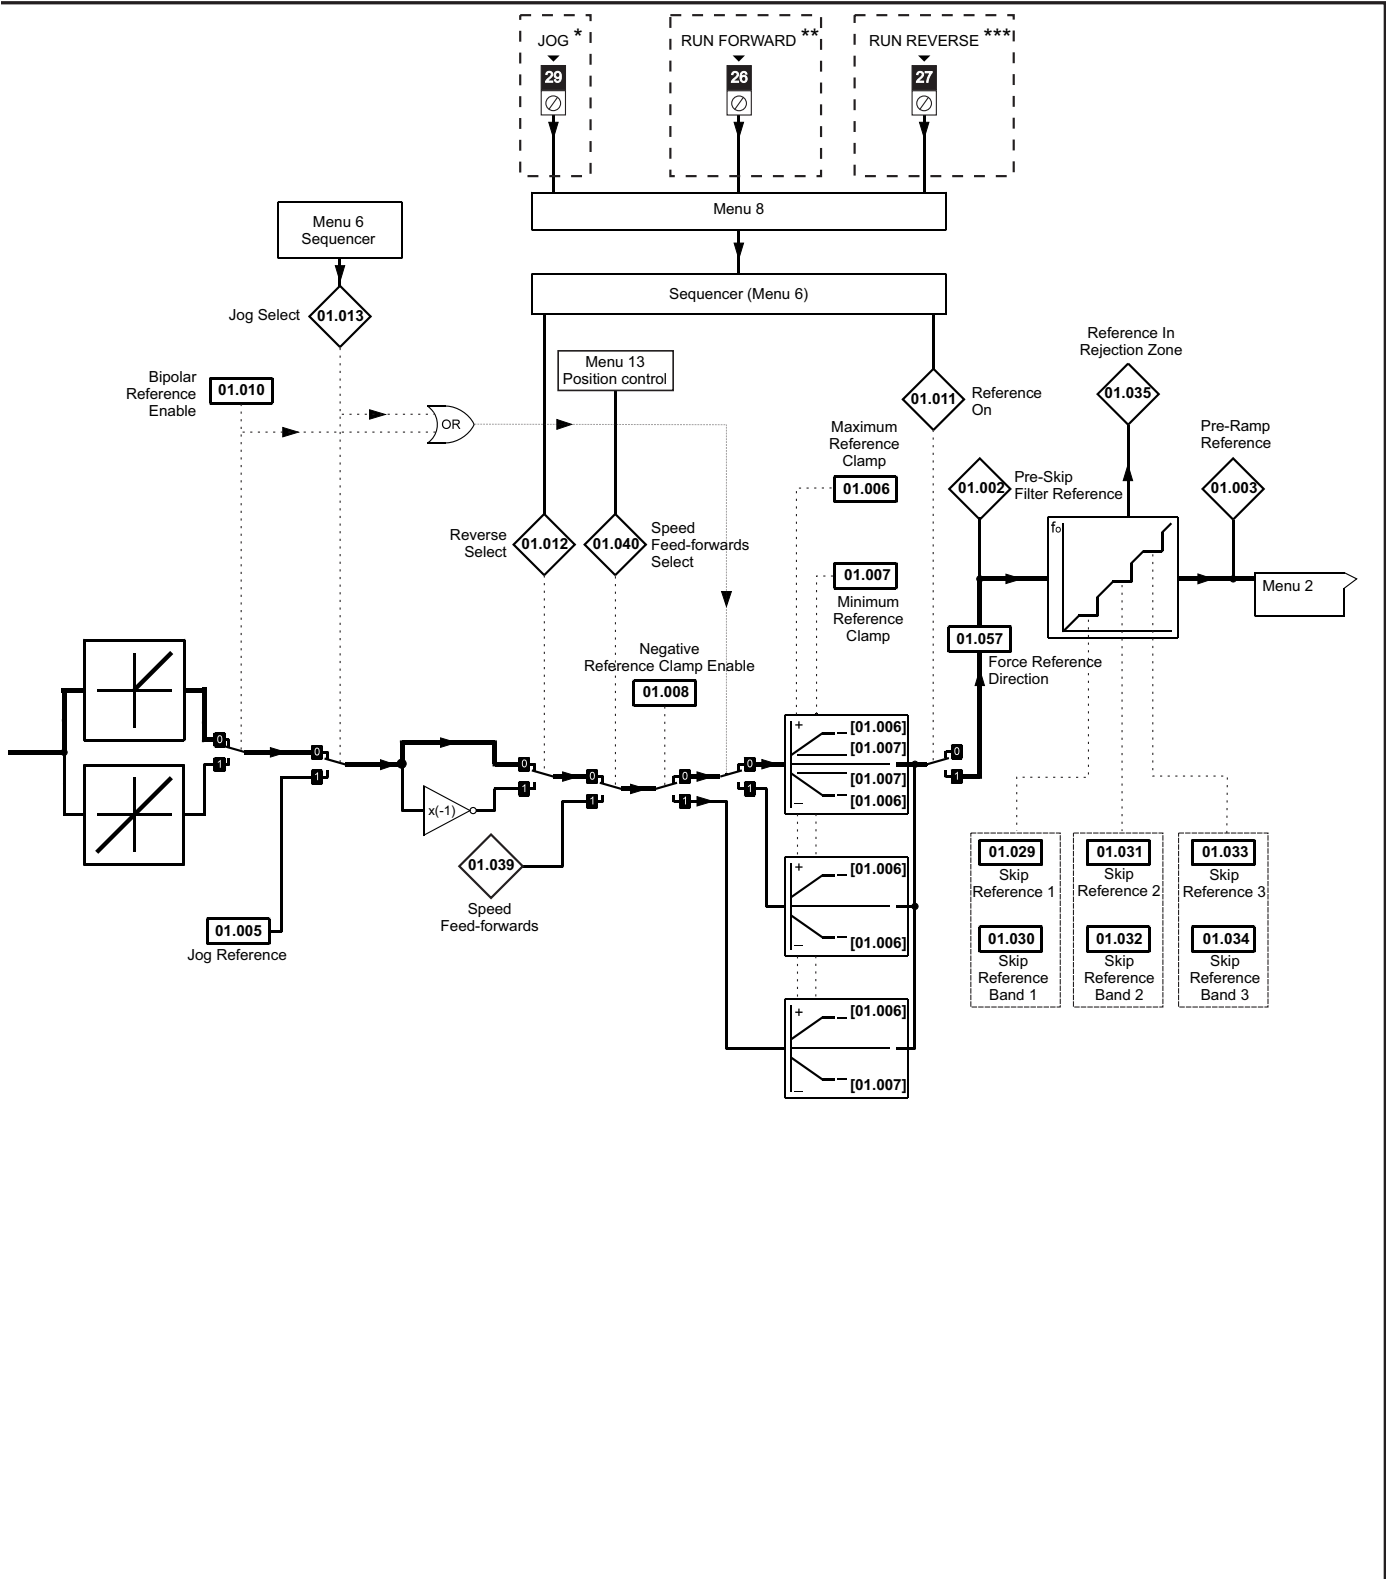 JOG *
RUN FORWARD **
RUN REVERSE ***
29
26
27
Menu 8
Menu 6
Sequencer
Sequencer (Menu 6)
Jog Select
01.013
Bipolar
Reference
Enable
01.010
OR
Menu 13
Position control
Reference In
Rejection Zone
01.035
01.011
Reference
On
Maximum
Reference
Clamp
01.006
Pre-Ramp
Reference
01.003
01.002
Pre-Skip
Filter Reference
Reverse
Select
01.012
01.040
Speed
Feed-forwards
Select
01.007
Minimum
Reference
Clamp
fo
Menu 2
01.057
Force Reference
Direction
Negative
Reference Clamp Enable
01.008
0
1
0
1
x(-1)
0
1
0
1
0
1
0
1
+
[01.006]
[01.007]
[01.007]
[01.006]
–
0
1
01.039
Speed
Feed-forwards
01.005
Jog Reference
+
[01.006]
[01.006]
–
+
[01.006]
[01.007]
–
01.029
Skip
Reference 1
01.030
Skip
Reference
Band 1
01.031
Skip
Reference 2
01.032
Skip
Reference
Band 2
01.033
Skip
Reference 3
01.034
Skip
Reference
Band 3